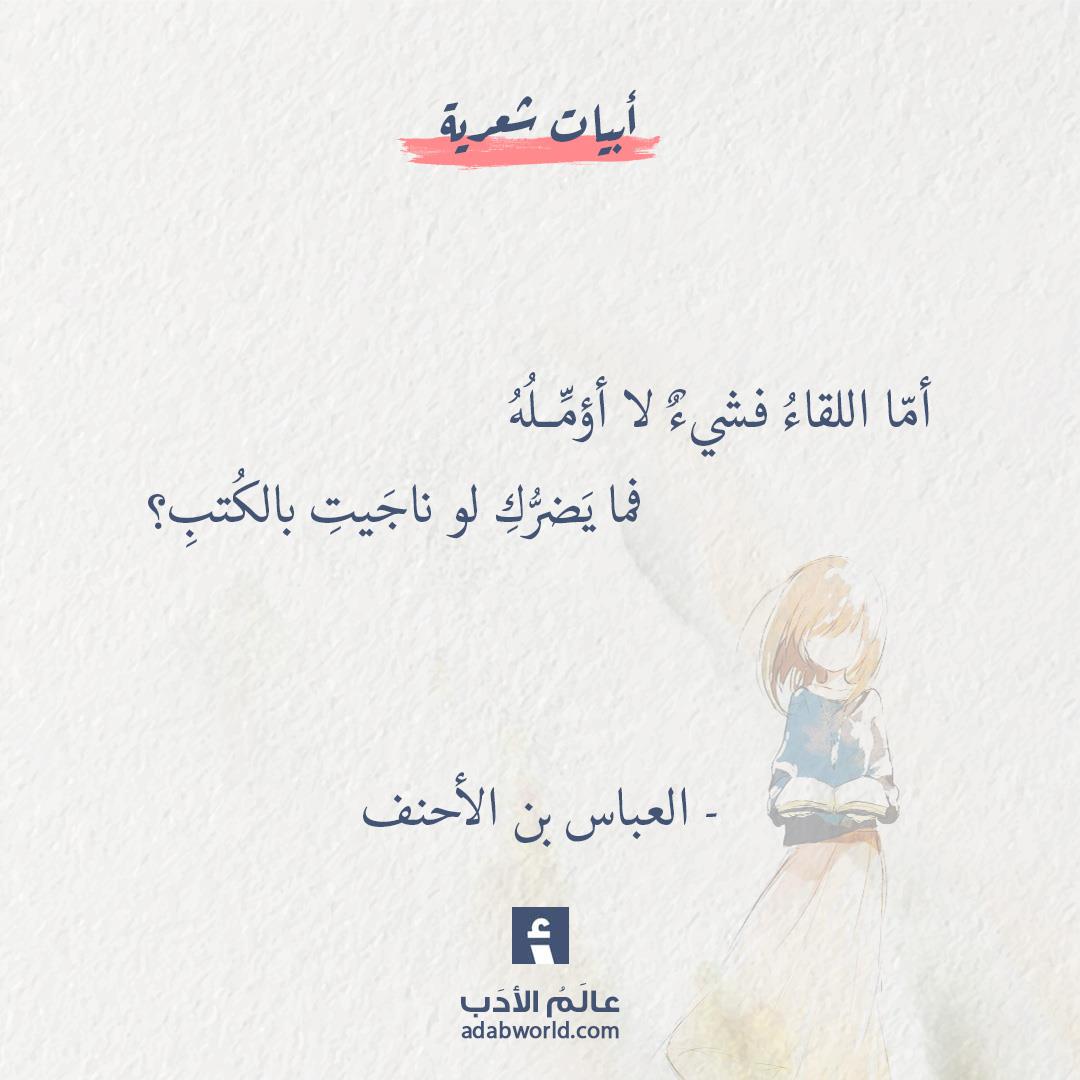 أبيات شعرية
أمّا اللقاءُ فشيءٌ لا أؤمِّـلُهُ
فما يَضرُّكِ لو ناجَيتِ بالكُتبِ؟
- العباس بن الأحنف
أ
عالَمُ الأدَب
adabworld.com